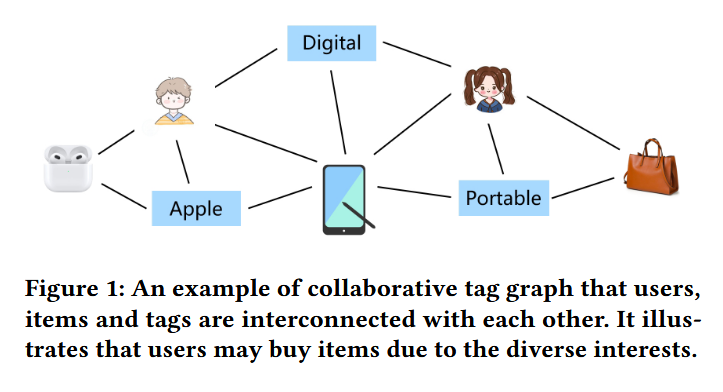 Digital
Apple
Portable
Figure 1: An example of collaborative tag graph that users,
items and tags are interconnected with each other. It illus-
trates that users may buy items due to the diverse interests.